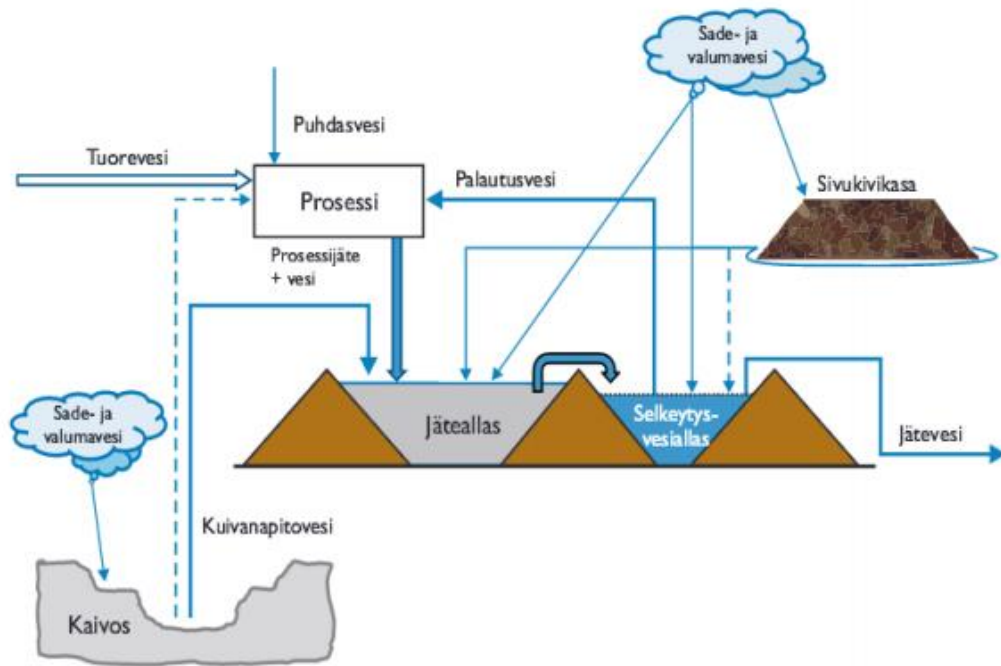 Sade- ja
valumavesi
Puhdasvesi
Tuorevesi
Prosessi
Palautusvesi
Sivukivikasa
Prosessijäte
+ vesi
Jäteallas
Selkeytys-
vesiallas
Jätevesi
Sade- ja
valumavesi
Kuivanapitovesi
Kaivos